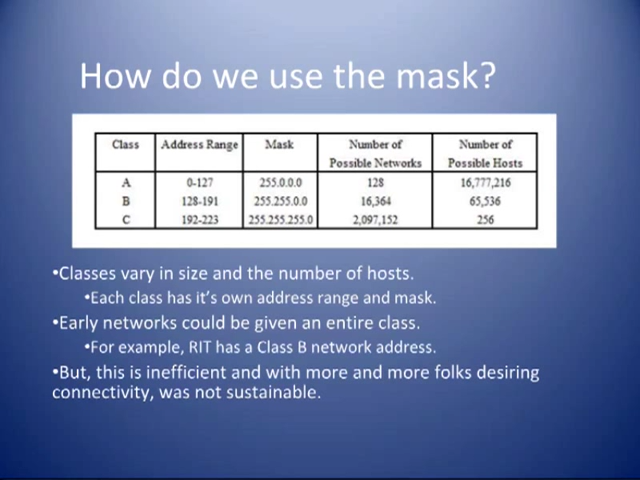 How do we use the mask?
Class Address Range Mask Number of Possible Networks Number of Possible Hosts
A 0-127 255.0.0.0 128 16,777,216
B 128-191 255.255.0.0 16,364 65,536
C 192-223 255.255.255.0 2,097,152 256
•Classes vary in size and the number of hosts.
•Each class has it's own address range and mask.
•Early networks could be given an entire class.
•For example, RIT has a Class B network address.
•But, this is inefficient and with more and more folks desiring
connectivity, was not sustainable.